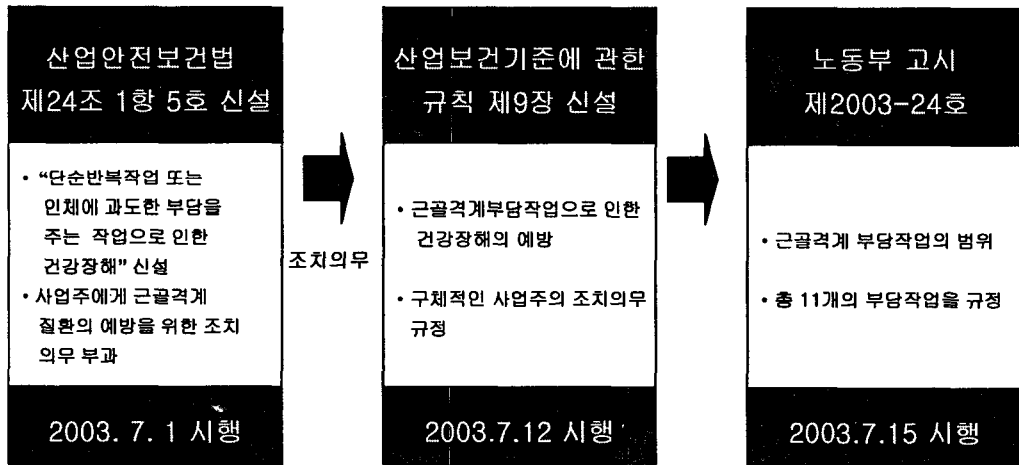 산업안전보건법
제24조 1항 5호 신설
• “단순반복작업 또는
인체에 과도한 부담을
주는 작업으로 인한
건강장해” 신설
• 사업주에게 근골격계
질환의 예방을 위한 조치
의무 부과
2003. 7. 1 시행
조치의무
산업보건기준에 관한
규칙 제9장 신설
• 근골격계부담작업으로 인한
건강장해의 예방
• 구체적인 사업주의 조치의무
규정
2003.7.12 시행
노동부 고시
제2003-24호
• 근골격계 부담작업의 범위
• 총 11개의 부담작업을 규정
2003.7.15 시행